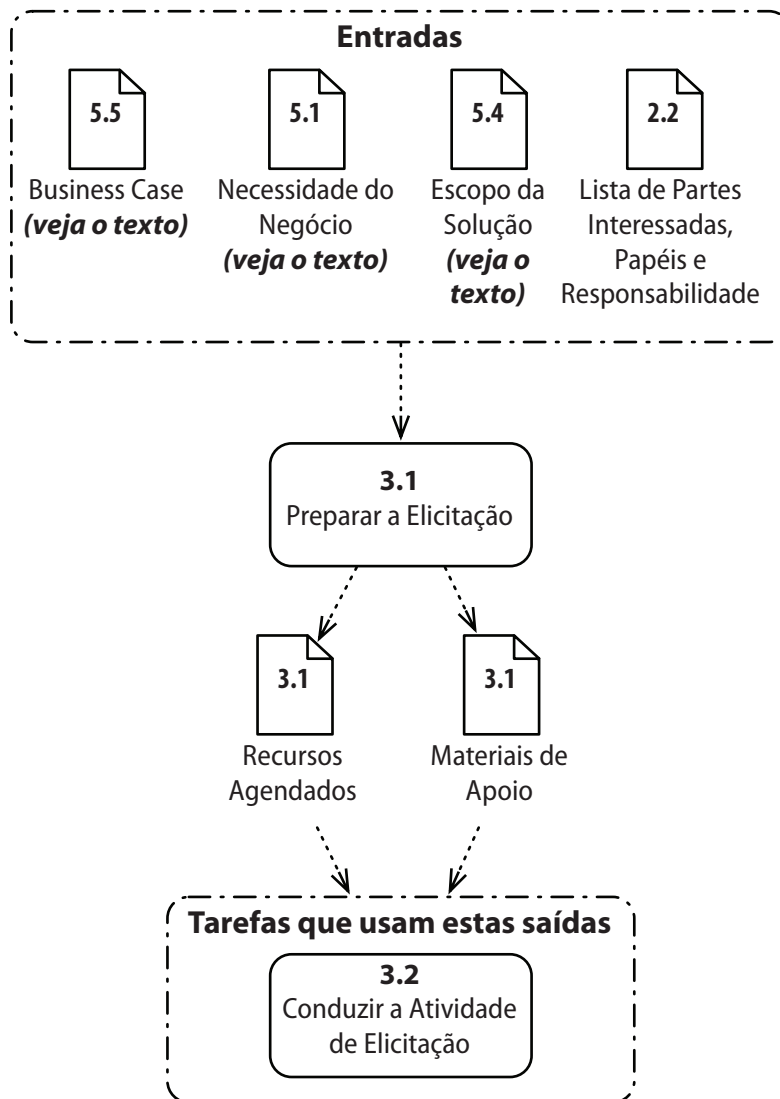 Entradas
5.5
Business Case
(veja o texto)
5.1
Necessidade do
Negócio
(veja o texto)
5.4
Escopo da
Solução
(veja o
texto)
2.2
Lista de Partes
Interessadas,
Papéis e
Responsabilidade
3.1
Preparar a Elicitação
3.1
Recursos
Agendados
3.1
Materiais de
Apoio
Tarefas que usam estas saídas
3.2
Conduzir a Atividade
de Elicitação